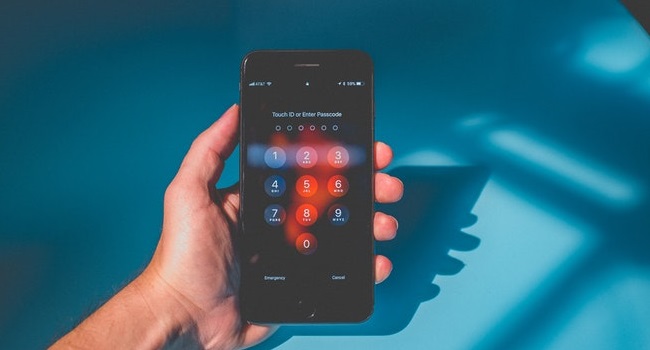 AT&T
Touch ID or Enter Passcode
1 2 3
ABC DEF
4 5 6
GHI JKL MNO
7 8 9
PQRS TUV WXYZ
0
Emergency Cancel